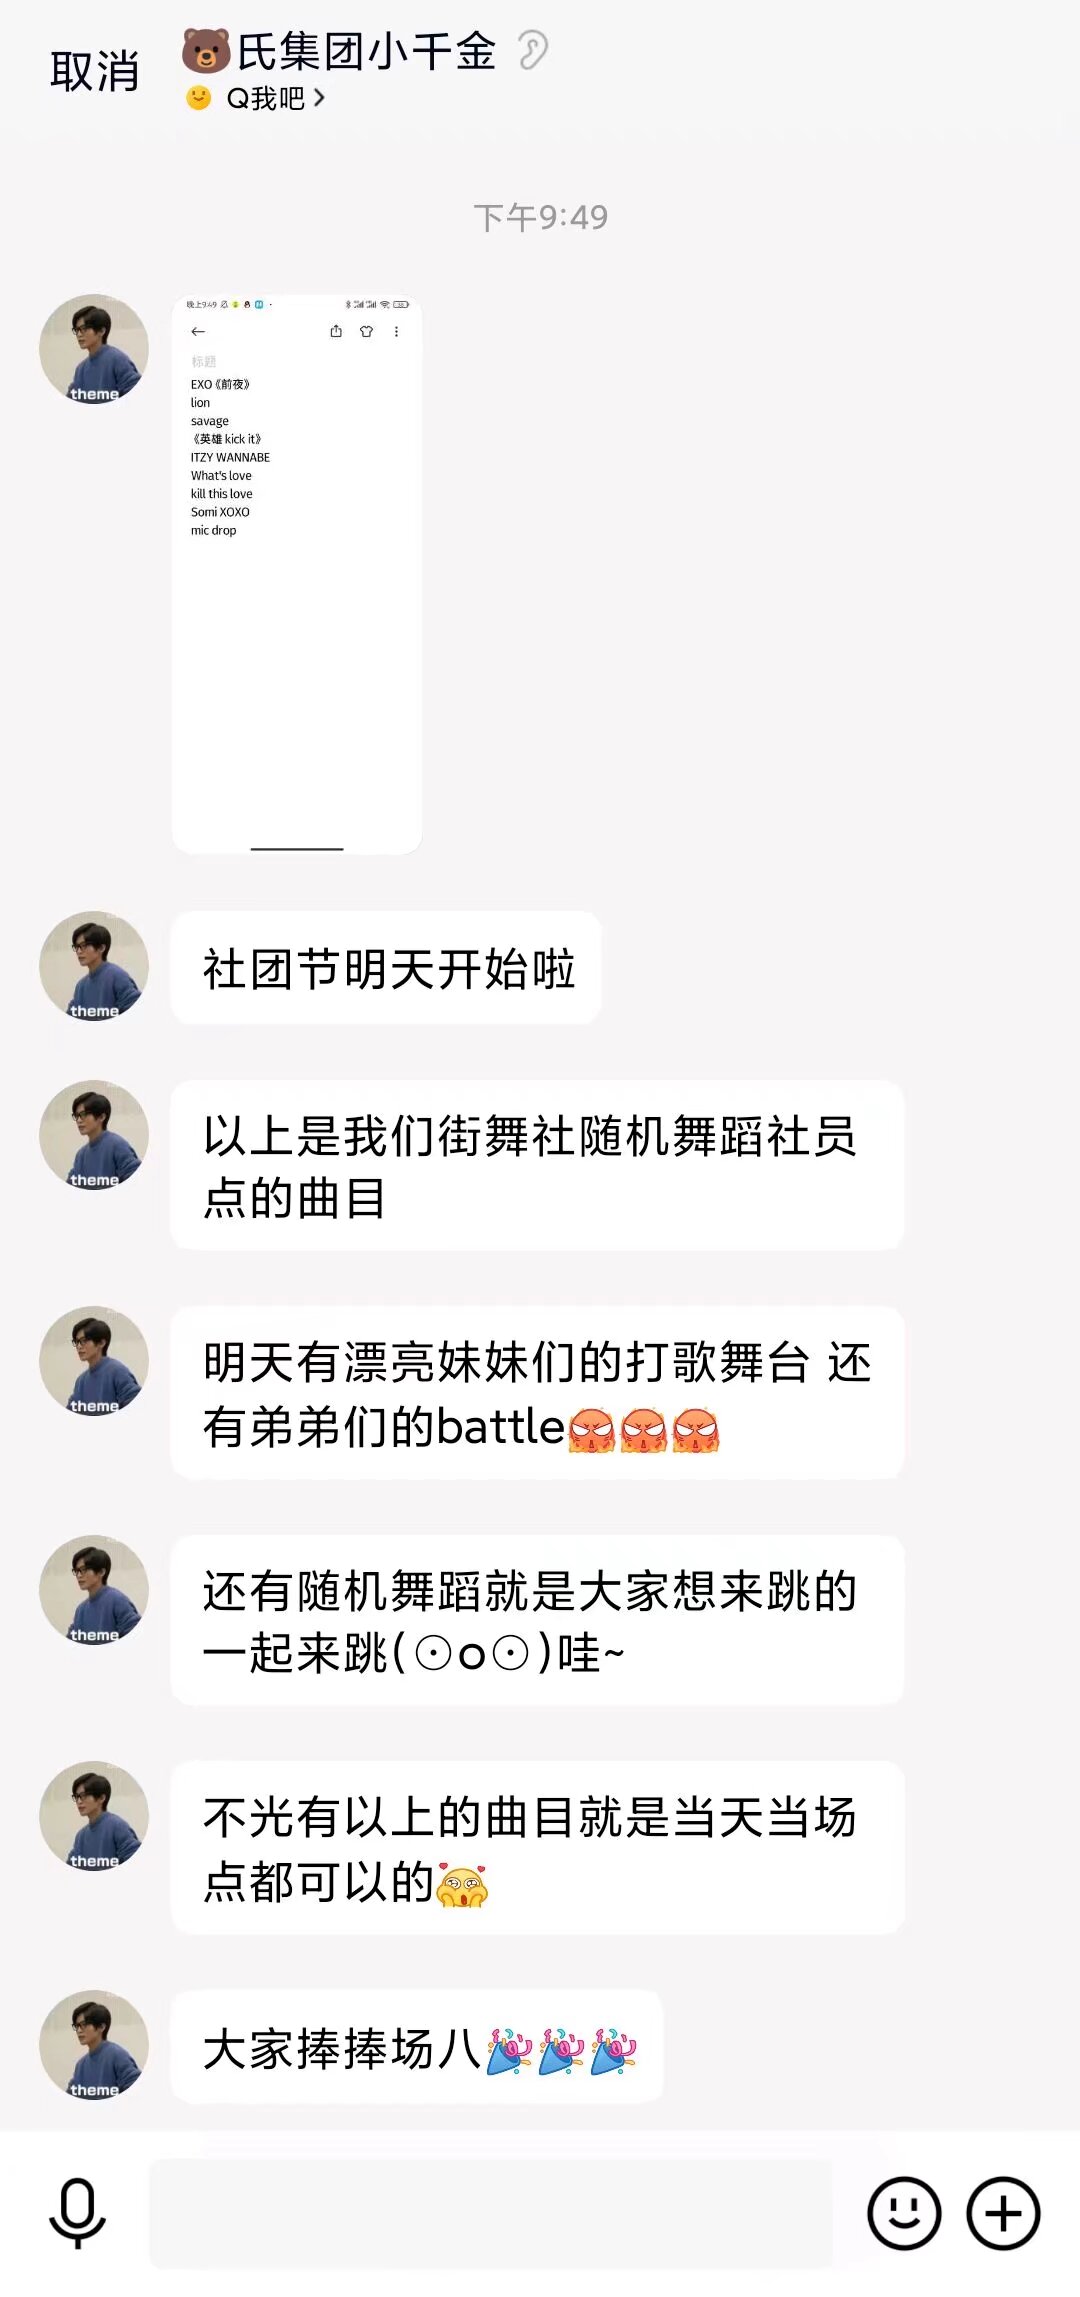 取消
🐻氏集团小千金
Q我吧
下午9:49
晚上9:49
标题
EXO《前夜》
lion
savage
《英雄 kick it》
ITZY WANNABE
What's love
kill this love
Somi XOXO
mic drop
theme
theme
社团节明天开始啦
theme
以上是我们街舞社随机舞蹈社员
点的曲目
theme
明天有漂亮妹妹们的打歌舞台 还
有弟弟们的battle
theme
还有随机舞蹈就是大家想来跳的
一起来跳(⊙o⊙)哇~
theme
不光有以上的曲目就是当天当场
点都可以的
theme
大家捧捧场八🎉🎉🎉